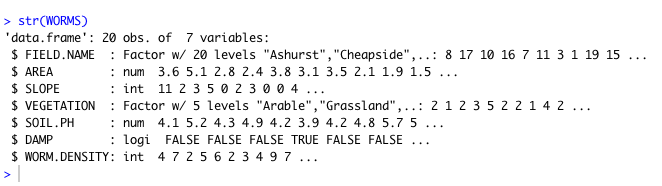 > str(WORMS)
'data.frame': 20 obs. of  7 variables:
 $ FIELD.NAME  : Factor w/ 20 levels "Ashurst","Cheapside",..: 8 17 10 16 7 11 3 1 19 15 ...
 $ AREA        : num  3.6 5.1 2.8 2.4 3.8 3.1 3.5 2.1 1.9 1.5 ...
 $ SLOPE       : int  11 2 3 5 0 2 3 0 0 4 ...
 $ VEGETATION  : Factor w/ 5 levels "Arable","Grassland",..: 2 1 2 3 5 2 2 1 4 2 ...
 $ SOIL.PH     : num  4.1 5.2 4.3 4.9 4.2 3.9 4.2 4.8 5.7 5 ...
 $ DAMP        : logi  FALSE FALSE FALSE TRUE FALSE FALSE ...
 $ WORM.DENSITY: int  4 7 2 5 6 2 3 4 9 7 ...
>